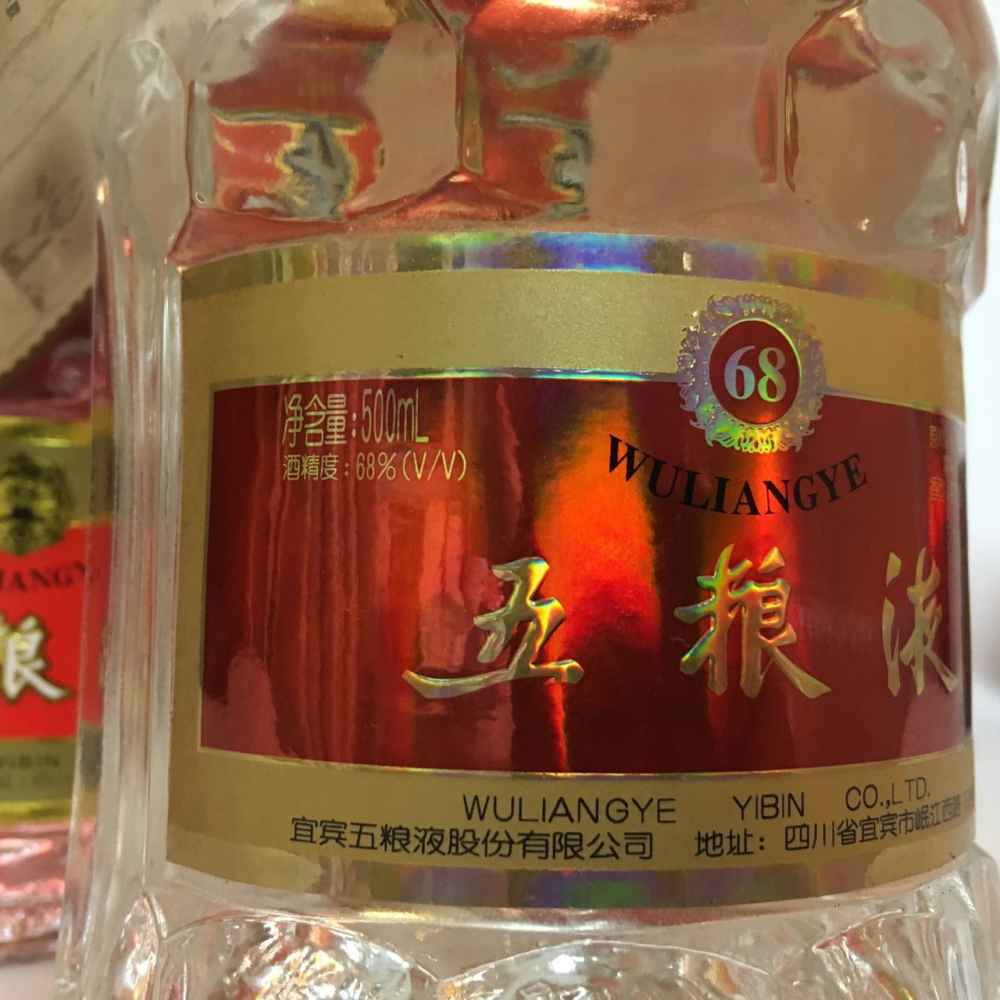 68
净含量:500mL
酒精度:68%(V/V)
WULIANGYE
五粮液
WULIANGYE YIBIN CO.,LTD.
宜宾五粮液股份有限公司 地址:四川省宜宾市岷江西路
粮